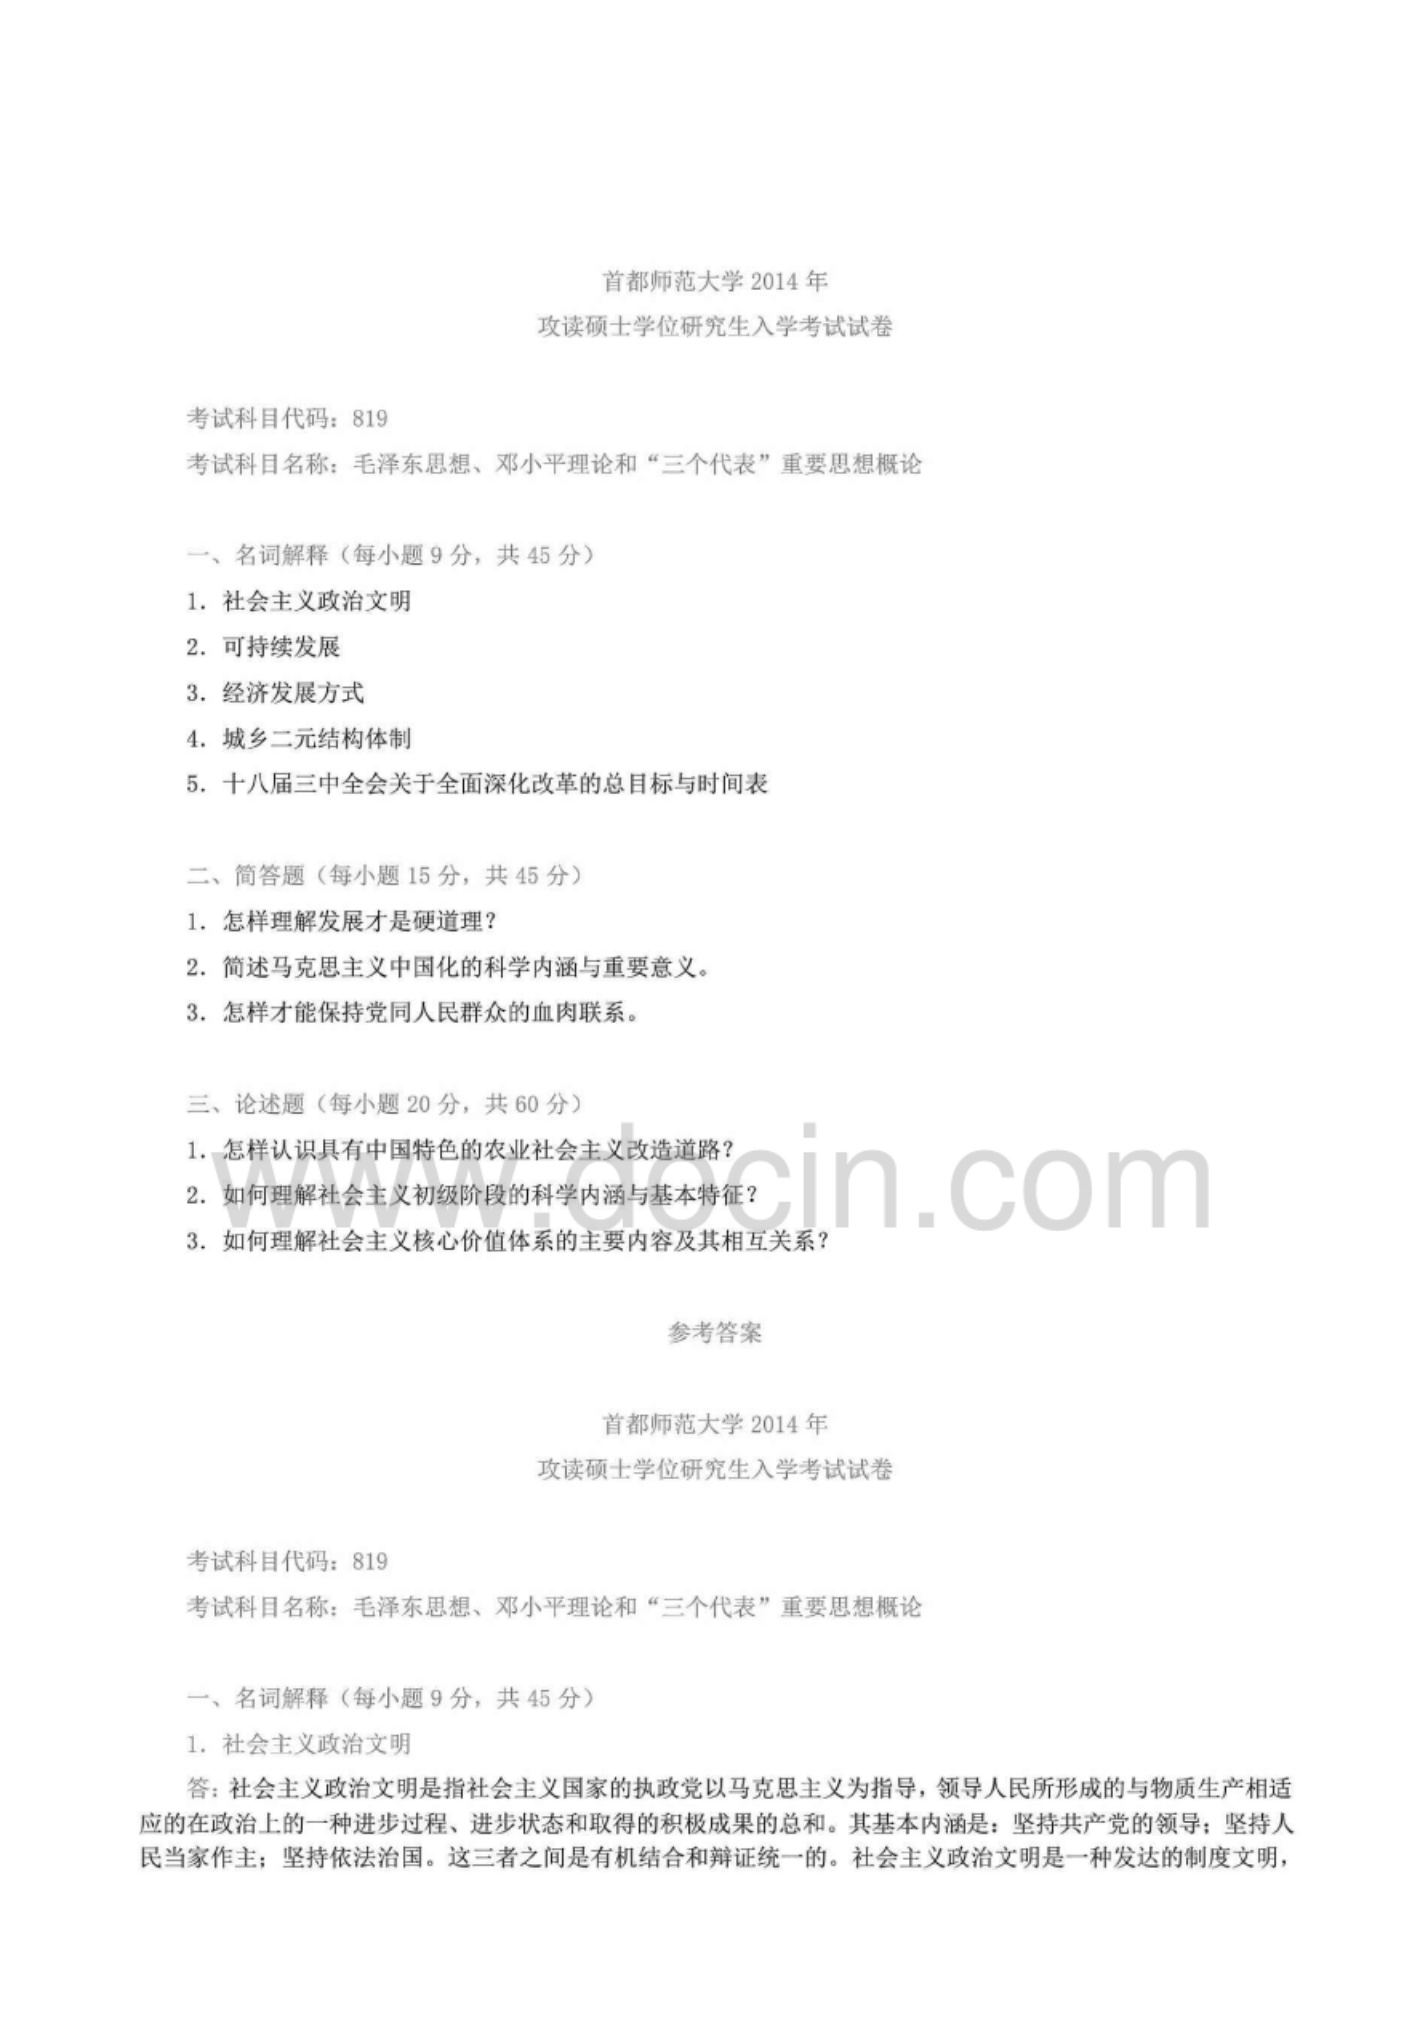 首都师范大学 2014 年
攻读硕士学位研究生入学考试试卷
考试科目代码：819
考试科目名称：毛泽东思想、邓小平理论和“三个代表”重要思想概论
一、名词解释（每小题 9 分，共 45 分）
1．社会主义政治文明
2．可持续发展
3．经济发展方式
4．城乡二元结构体制
5．十八届三中全会关于全面深化改革的总目标与时间表
二、简答题（每小题 15 分，共 45 分）
1．怎样理解发展才是硬道理？
2．简述马克思主义中国化的科学内涵与重要意义。
3．怎样才能保持党同人民群众的血肉联系。
三、论述题（每小题 20 分，共 60 分）
1．怎样认识具有中国特色的农业社会主义改造道路？
www.docin.com
2．如何理解社会主义初级阶段的科学内涵与基本特征？
3．如何理解社会主义核心价值体系的主要内容及其相互关系？
参考答案
首都师范大学 2014 年
攻读硕士学位研究生入学考试试卷
考试科目代码：819
考试科目名称：毛泽东思想、邓小平理论和“三个代表”重要思想概论
一、名词解释（每小题 9 分，共 45 分）
1．社会主义政治文明
答：社会主义政治文明是指社会主义国家的执政党以马克思主义为指导，领导人民所形成的与物质生产相适
应的在政治上的一种进步过程、进步状态和取得的积极成果的总和。其基本内涵是：坚持共产党的领导；坚持人
民当家作主；坚持依法治国。这三者之间是有机结合和辩证统一的。社会主义政治文明是一种发达的制度文明，